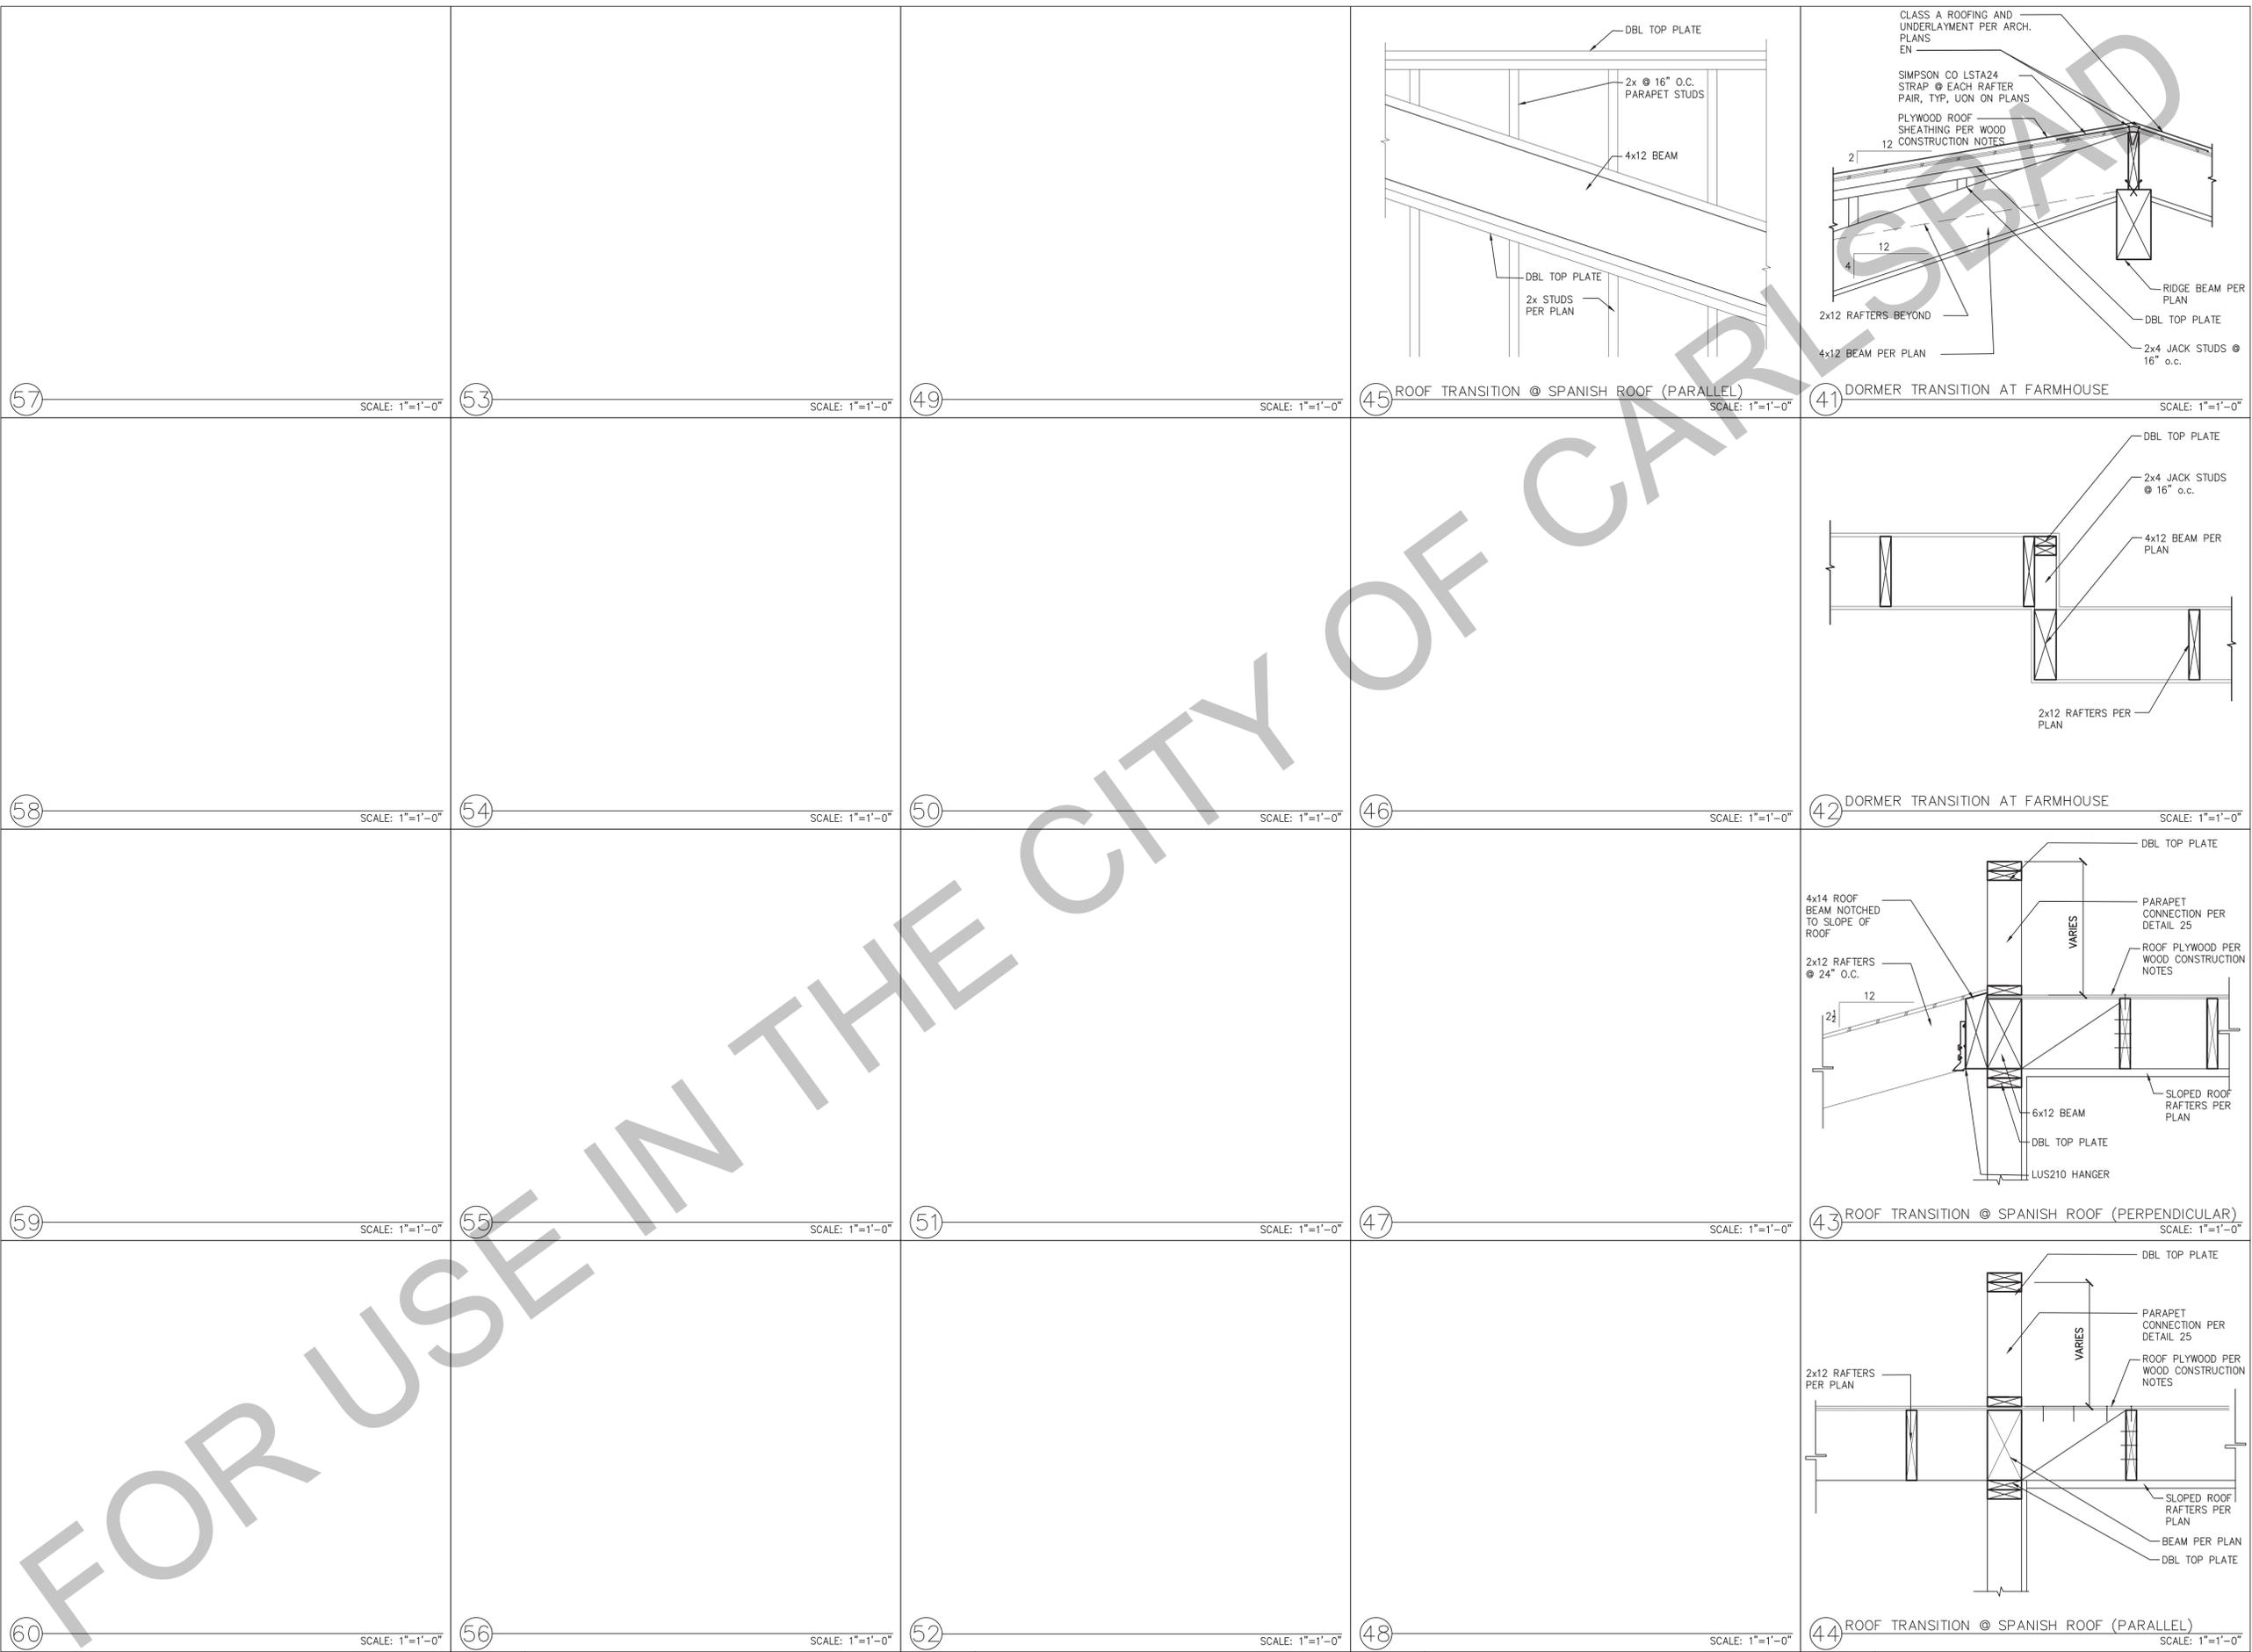 57
SCALE: 1"=1'-0"
53
SCALE: 1"=1'-0"
49
SCALE: 1"=1'-0"
DBL TOP PLATE
2x @ 16" O.C.
PARAPET STUDS
4x12 BEAM
DBL TOP PLATE
2x STUDS
PER PLAN
45
ROOF TRANSITION @ SPANISH ROOF (PARALLEL)
SCALE: 1"=1'-0"
CLASS A ROOFING AND
UNDERLAYMENT PER ARCH.
PLANS
EN
SIMPSON CO LSTA24
STRAP @ EACH RAFTER
PAIR, TYP, UON ON PLANS
PLYWOOD ROOF
SHEATHING PER WOOD
CONSTRUCTION NOTES
12
2
12
4
2x12 RAFTERS BEYOND
4x12 BEAM PER PLAN
RIDGE BEAM PER
PLAN
DBL TOP PLATE
2x4 JACK STUDS @
16" o.c.
41
DORMER TRANSITION AT FARMHOUSE
SCALE: 1"=1'-0"
58
SCALE: 1"=1'-0"
54
SCALE: 1"=1'-0"
50
SCALE: 1"=1'-0"
46
SCALE: 1"=1'-0"
DBL TOP PLATE
2x4 JACK STUDS
@ 16" o.c.
4x12 BEAM PER
PLAN
2x12 RAFTERS PER
PLAN
42
DORMER TRANSITION AT FARMHOUSE
SCALE: 1"=1'-0"
59
SCALE: 1"=1'-0"
55
SCALE: 1"=1'-0"
51
SCALE: 1"=1'-0"
47
SCALE: 1"=1'-0"
DBL TOP PLATE
4x14 ROOF
BEAM NOTCHED
TO SLOPE OF
ROOF
2x12 RAFTERS
@ 24" O.C.
12
2½
VARIES
PARAPET
CONNECTION PER
DETAIL 25
ROOF PLYWOOD PER
WOOD CONSTRUCTION
NOTES
SLOPED ROOF
RAFTERS PER
PLAN
6x12 BEAM
DBL TOP PLATE
LUS210 HANGER
43
ROOF TRANSITION @ SPANISH ROOF (PERPENDICULAR)
SCALE: 1"=1'-0"
60
SCALE: 1"=1'-0"
56
SCALE: 1"=1'-0"
52
SCALE: 1"=1'-0"
48
SCALE: 1"=1'-0"
DBL TOP PLATE
PARAPET
CONNECTION PER
DETAIL 25
VARIES
ROOF PLYWOOD PER
WOOD CONSTRUCTION
NOTES
2x12 RAFTERS
PER PLAN
SLOPED ROOF
RAFTERS PER
PLAN
BEAM PER PLAN
DBL TOP PLATE
44
ROOF TRANSITION @ SPANISH ROOF (PARALLEL)
SCALE: 1"=1'-0"
FOR USE IN THE CITY OF CARLSBAD